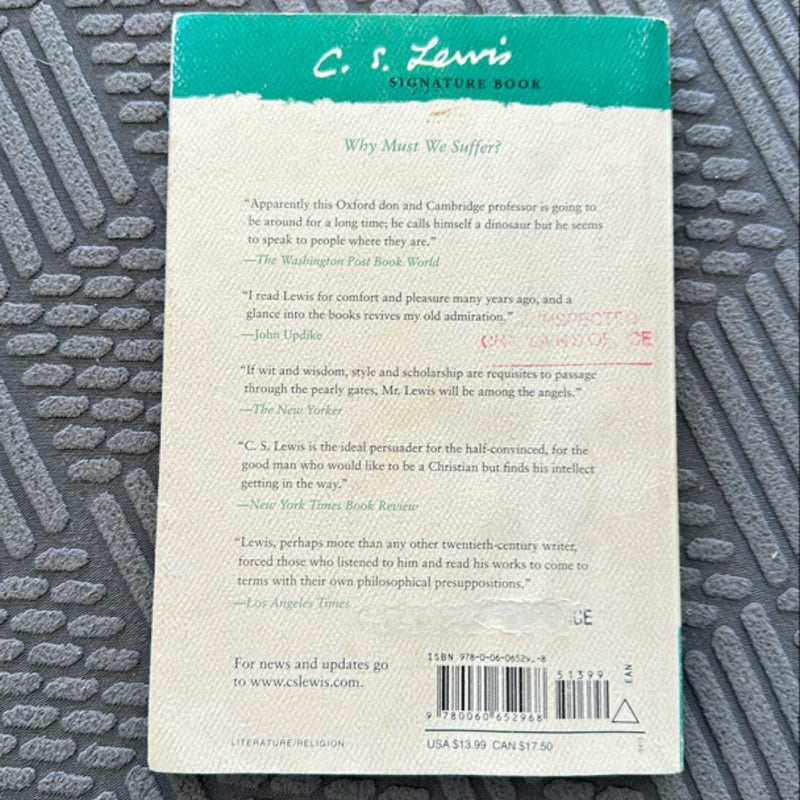 C. S. Lewis
SIGNATURE BOOK
Why Must We Suffer?
“Apparently this Oxford don and Cambridge professor is going to
be around for a long time; he calls himself a dinosaur but he seems
to speak to people where they are.”
—The Washington Post Book World
“I read Lewis for comfort and pleasure many years ago, and a
glance into the books revives my old admiration.”
—John Updike
INSPECTED
“If wit and wisdom, style and scholarship are requisites to passage
through the pearly gates, Mr. Lewis will be among the angels.”
—The New Yorker
“C. S. Lewis is the ideal persuader for the half-convinced, for the
good man who would like to be a Christian but finds his intellect
getting in the way.”
—New York Times Book Review
“Lewis, perhaps more than any other twentieth-century writer,
forced those who listened to him and read his works to come to
terms with their own philosophical presuppositions.”
—Los Angeles Times
For news and updates go
to www.cslewis.com.
ISBN
51399
EAN
9 780060 652968
LITERATURE/RELIGION
USA $13.99 CAN $17.50